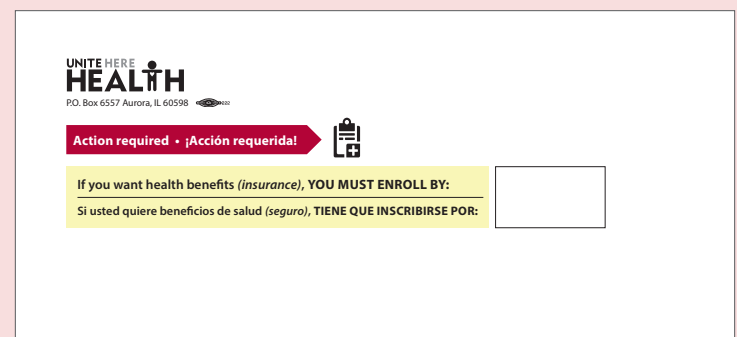 UNITE HERE
HEALTH
P.O. Box 6557 Aurora, IL 60598
Action required • ¡Acción requerida!
If you want health benefits (insurance), YOU MUST ENROLL BY:
Si usted quiere beneficios de salud (seguro), TIENE QUE INSCRIBIRSE POR: